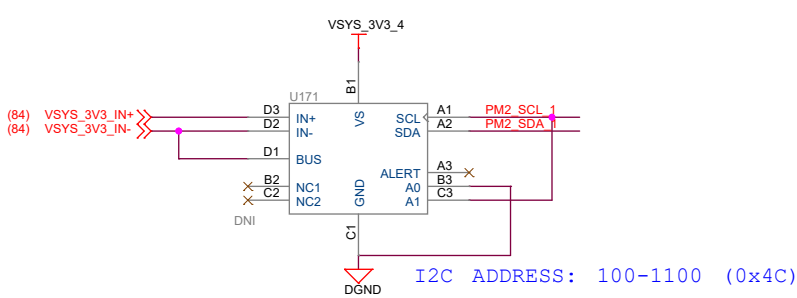 VSYS_3V3_4
U171
B1
(84) VSYS_3V3_IN+ D3 IN+ VS SCL A1 PM2_SCL_1
(84) VSYS_3V3_IN- D2 IN- SDA A2 PM2_SDA_1
D1 BUS
ALERT A3
B2 NC1 GND A0 B3
C2 NC2 A1 C3
DNI
C1
I2C ADDRESS: 100-1100 (0x4C)
DGND